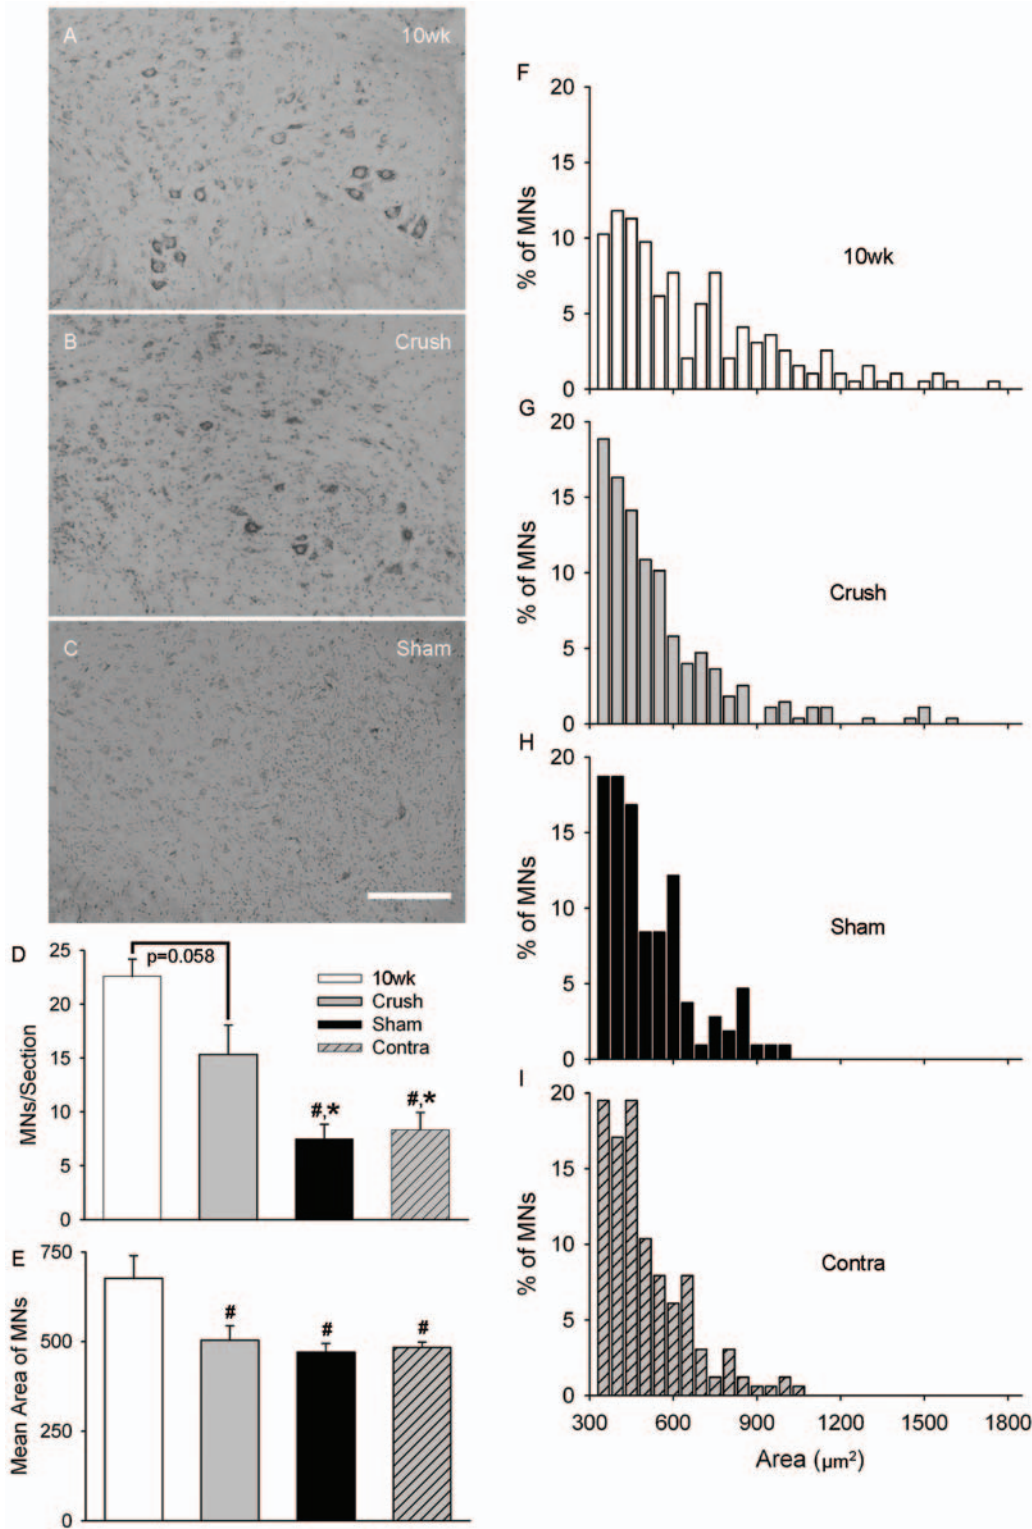 A
10wk
B
Crush
C
Sham
D
25
20
15
10
5
0
MNs/Section
p=0.058
10wk
Crush
Sham
Contra
#,*
#,*
E
750
500
250
0
Mean Area of MNs
#
#
#
F
20
15
10
5
0
% of MNs
10wk
G
20
15
10
5
0
% of MNs
Crush
H
20
15
10
5
0
% of MNs
Sham
I
20
15
10
5
0
% of MNs
Contra
300 600 900 1200 1500 1800
Area (µm²)